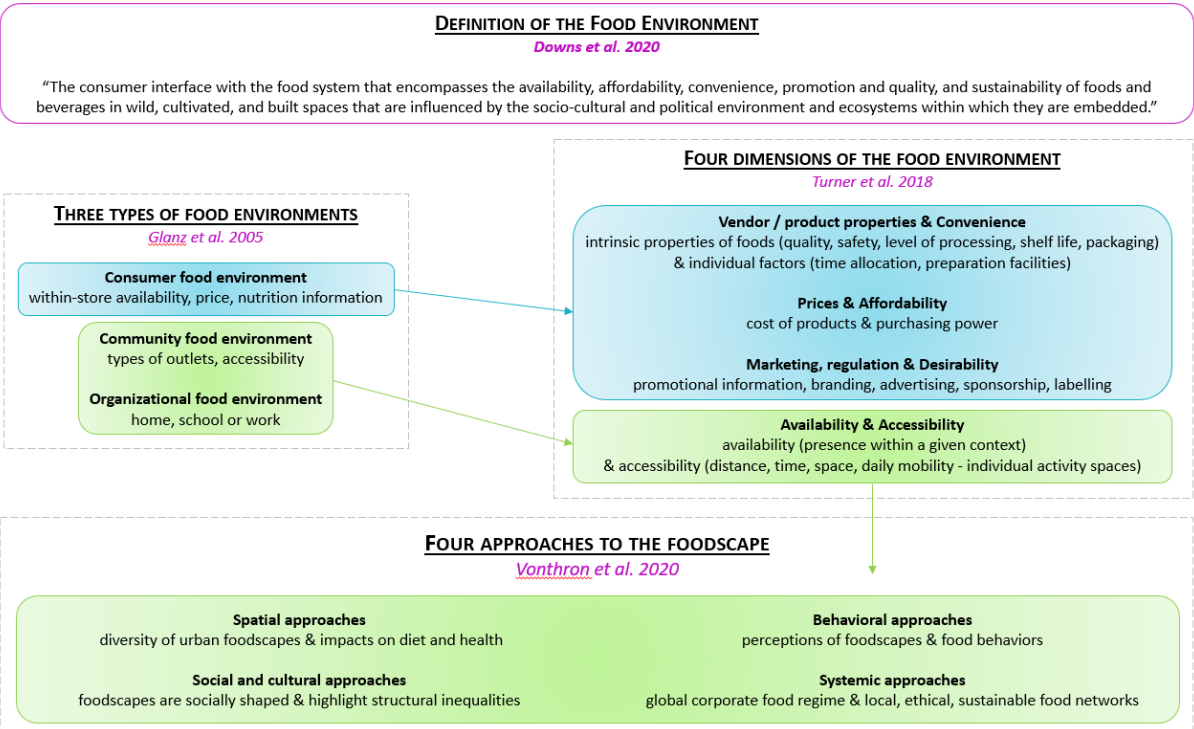 DEFINITION OF THE FOOD ENVIRONMENT
Downs et al. 2020
“The consumer interface with the food system that encompasses the availability, affordability, convenience, promotion and quality, and sustainability of foods and
beverages in wild, cultivated, and built spaces that are influenced by the socio-cultural and political environment and ecosystems within which they are embedded.”
THREE TYPES OF FOOD ENVIRONMENTS
Glanz et al. 2005
Consumer food environment
within-store availability, price, nutrition information
Community food environment
types of outlets, accessibility
Organizational food environment
home, school or work
FOUR DIMENSIONS OF THE FOOD ENVIRONMENT
Turner et al. 2018
Vendor / product properties & Convenience
intrinsic properties of foods (quality, safety, level of processing, shelf life, packaging)
& individual factors (time allocation, preparation facilities)
Prices & Affordability
cost of products & purchasing power
Marketing, regulation & Desirability
promotional information, branding, advertising, sponsorship, labelling
Availability & Accessibility
availability (presence within a given context)
& accessibility (distance, time, space, daily mobility - individual activity spaces)
FOUR APPROACHES TO THE FOODSCAPE
Vonthron et al. 2020
Spatial approaches
diversity of urban foodscapes & impacts on diet and health
Social and cultural approaches
foodscapes are socially shaped & highlight structural inequalities
Behavioral approaches
perceptions of foodscapes & food behaviors
Systemic approaches
global corporate food regime & local, ethical, sustainable food networks